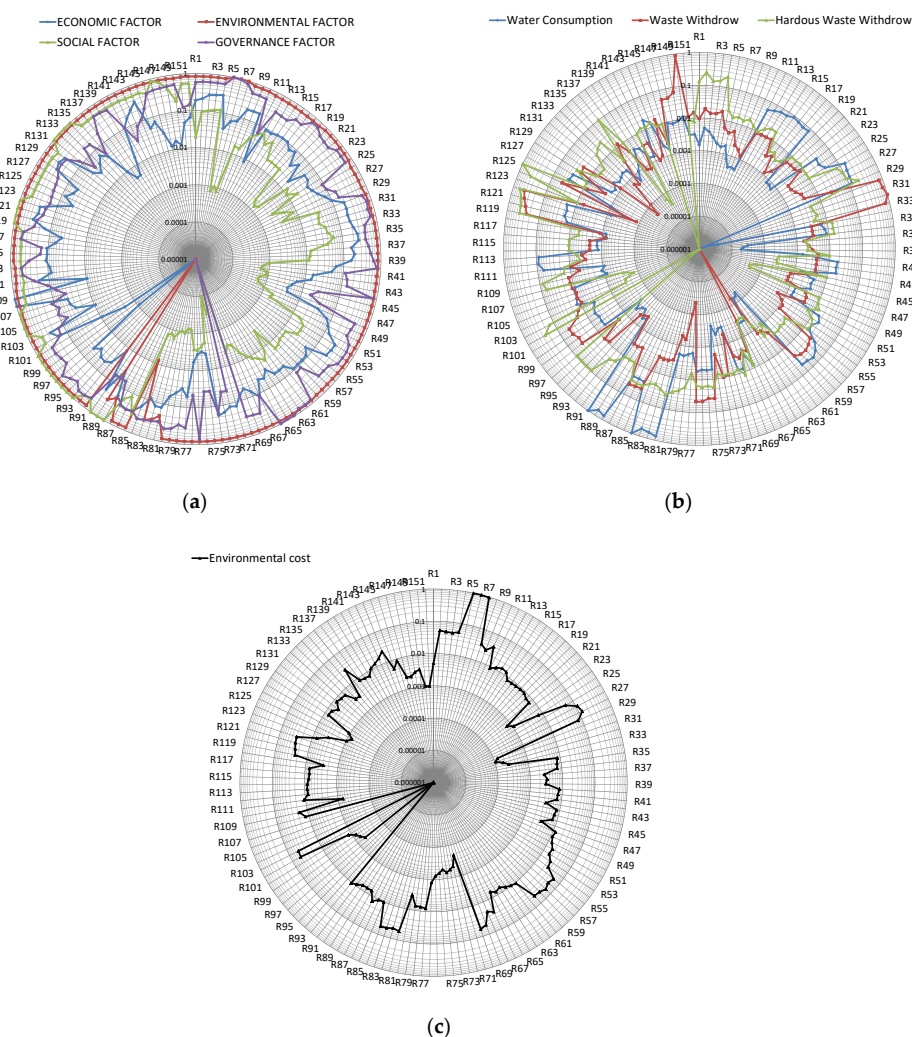 ECONOMIC FACTOR
ENVIRONMENTAL FACTOR
SOCIAL FACTOR
GOVERNANCE FACTOR
R1
R3
R5
R7
R9
R11
R13
R15
R17
R19
R21
R23
R25
R27
R29
R31
R33
R35
R37
R39
R41
R43
R45
R47
R49
R51
R53
R55
R57
R59
R61
R63
R65
R67
R69
R71
R73
R75
R77
R79
R81
R83
R85
R87
R89
R91
R93
R95
R97
R99
R101
R103
R105
R121
R123
R125
R127
R129
R131
R133
R135
R137
R139
R141
R143
R145
R147
R149
R151
1
0.1
0.01
0.001
0.0001
0.00001
(a)
Water Consumption
Waste Withdrow
Hardous Waste Withdrow
R1
R3
R5
R7
R9
R11
R13
R15
R17
R19
R21
R23
R25
R27
R29
R31
R33
R45
R47
R49
R51
R53
R55
R57
R59
R61
R63
R65
R67
R69
R71
R73
R75
R77
R79
R81
R83
R85
R87
R89
R91
R93
R95
R97
R99
R101
R103
R105
R107
R109
R111
R113
R115
R117
R119
R121
R123
R125
R127
R129
R131
R133
R135
R137
R139
R141
R143
R145
R147
R149
R151
1
0.1
0.01
0.001
0.0001
0.00001
0.000001
(b)
Environmental cost
R1
R3
R5
R7
R9
R11
R13
R15
R17
R19
R21
R23
R25
R27
R29
R31
R33
R35
R37
R39
R41
R43
R45
R47
R49
R51
R53
R55
R57
R59
R61
R63
R65
R67
R69
R71
R73
R75
R77
R79
R81
R83
R85
R87
R89
R91
R93
R95
R97
R99
R101
R103
R105
R107
R109
R111
R113
R115
R117
R119
R121
R123
R125
R127
R129
R131
R133
R135
R137
R139
R141
R143
R145
R147
R149
R151
1
0.1
0.01
0.001
0.0001
0.00001
0.000001
(c)